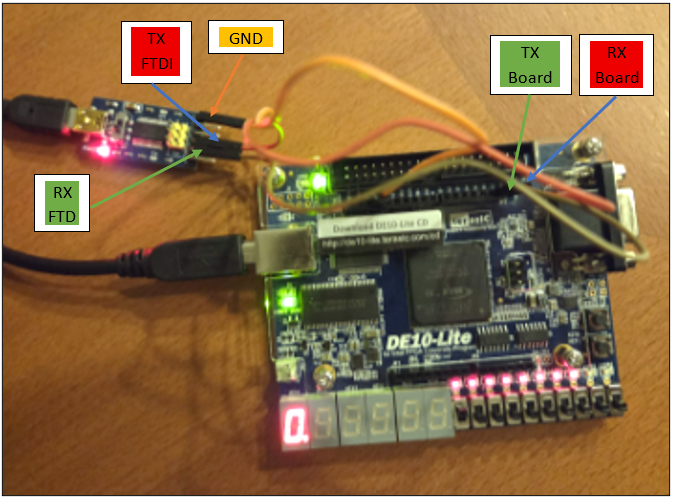 TX
FTDI
GND
TX
Board
RX
Board
RX
FTD
Download DE10-Lite CD
http://de10-lite.terasic.com/cd
DE10-Lite
0.